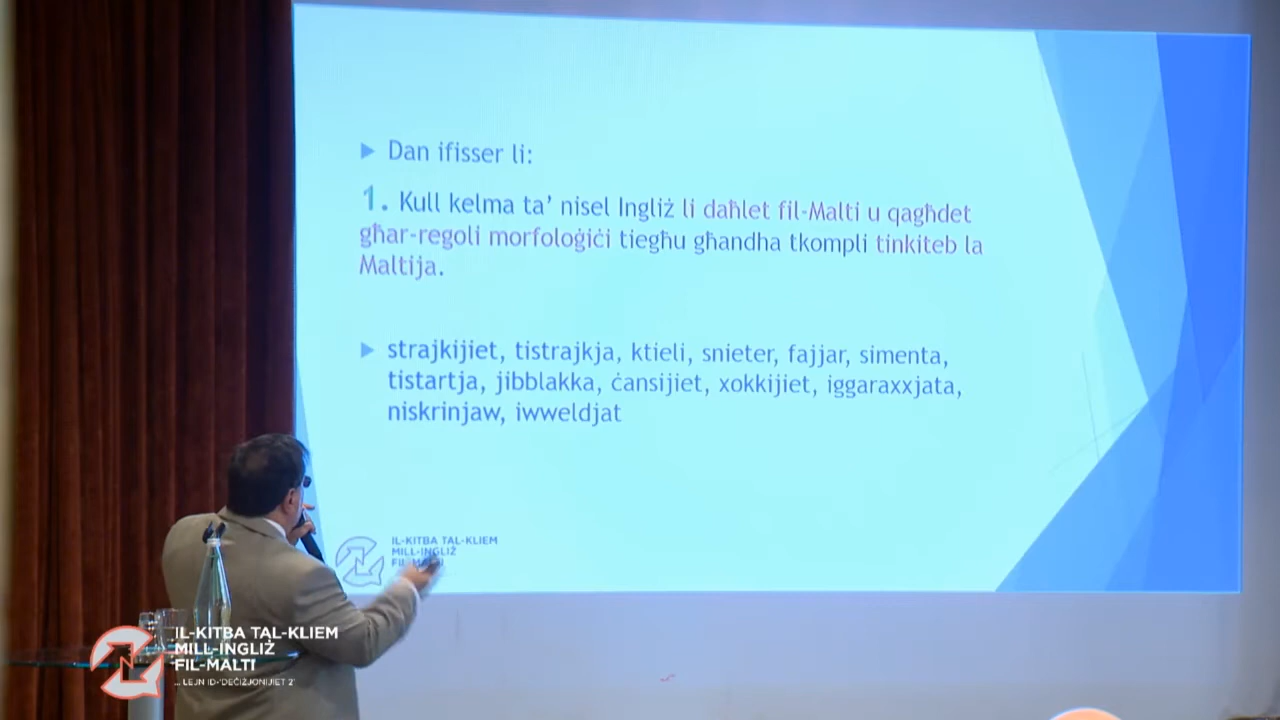 Dan ifisser li:
1. Kull kelma ta’ nisel Ingliż li daħlet fil-Malti u qagħdet
għar-regoli morfoloġiċi tiegħu għandha tkompli tinkiteb la
Maltija.
strajkijiet, tistrajkja, ktieli, snieter, fajjar, simenta,
tistartja, jibblakka, ċansijiet, xokkijiet, iggaraxxjata,
niskrinjaw, iwweldjat
IL-KITBA TAL-KLIEM
MILL-INGLIŻ
FIL-MALTI
IL-KITBA TAL-KLIEM
MILL-INGLIŻ
FIL-MALTI
... LEJN ID-'DEĊIŻJONIJIET 2'